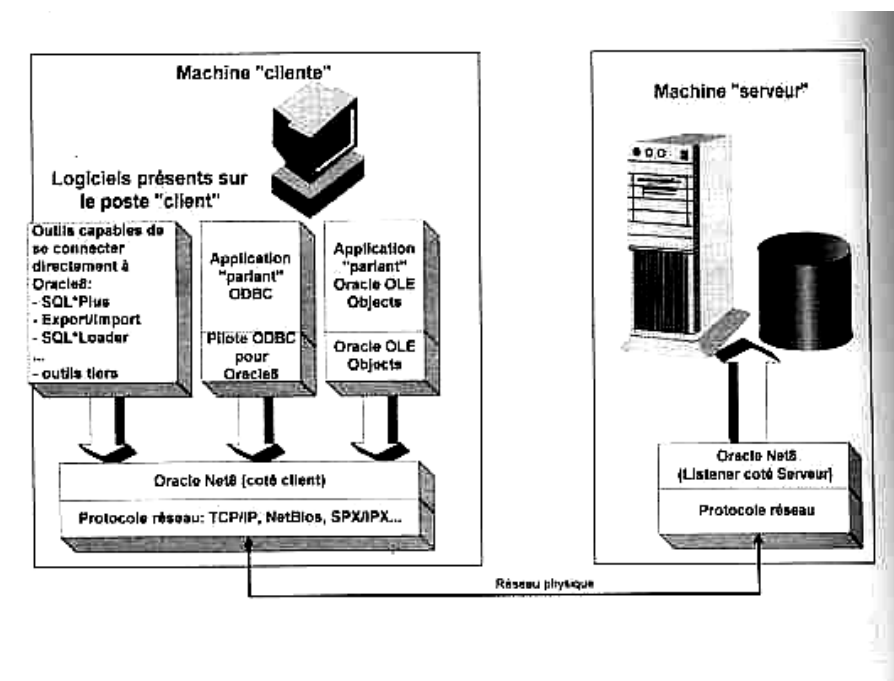 Machine "cliente"
Logiciels présents sur
le poste "client"
Outils capables de
se connecter
directement à
Oracle8:
- SQL*Plus
- Export/Import
- SQL*Loader
...
- outils tiers
Application
"parlant"
ODBC
Pilote ODBC
pour
Oracle8
Application
"parlant"
Oracle OLE
Objects
Oracle OLE
Objects
Oracle Net8 (coté client)
Protocole réseau: TCP/IP, NetBios, SPX/IPX...
Machine "serveur"
Oracle Net8
(Listener coté Serveur)
Protocole réseau
Réseau physique